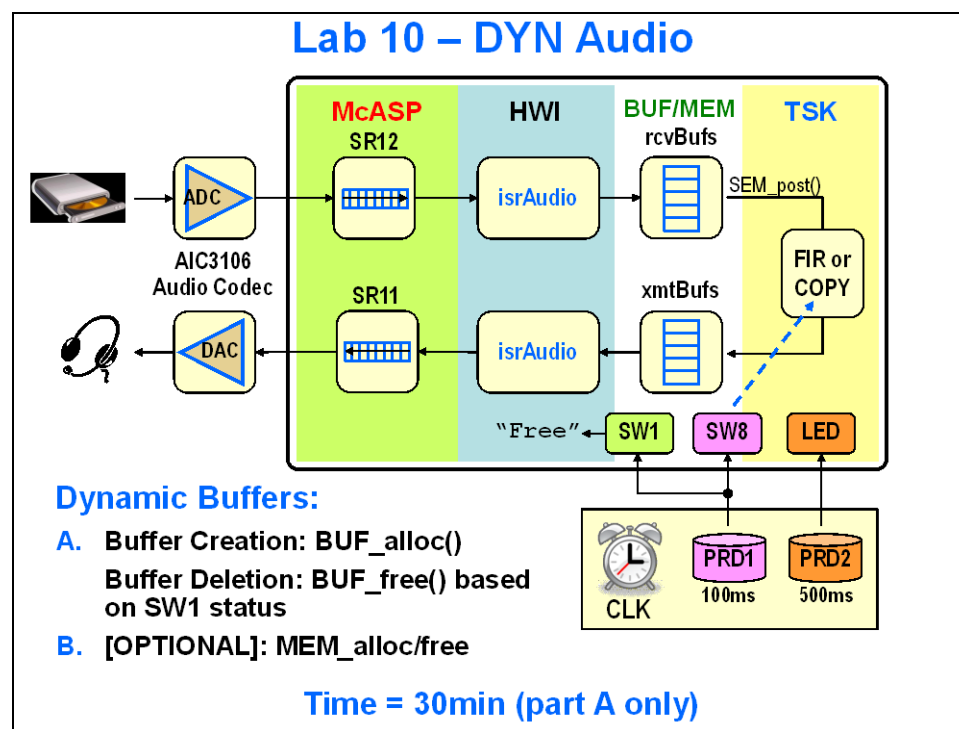 Lab 10 – DYN Audio
McASP
HWI
BUF/MEM
TSK
SR12
rcvBufs
ADC
isrAudio
SEM_post()
AIC3106
Audio Codec
FIR or
COPY
SR11
xmtBufs
DAC
isrAudio
"Free"
SW1
SW8
LED
Dynamic Buffers:
A. Buffer Creation: BUF_alloc()
Buffer Deletion: BUF_free() based
on SW1 status
B. [OPTIONAL]: MEM_alloc/free
CLK
PRD1
100ms
PRD2
500ms
Time = 30min (part A only)